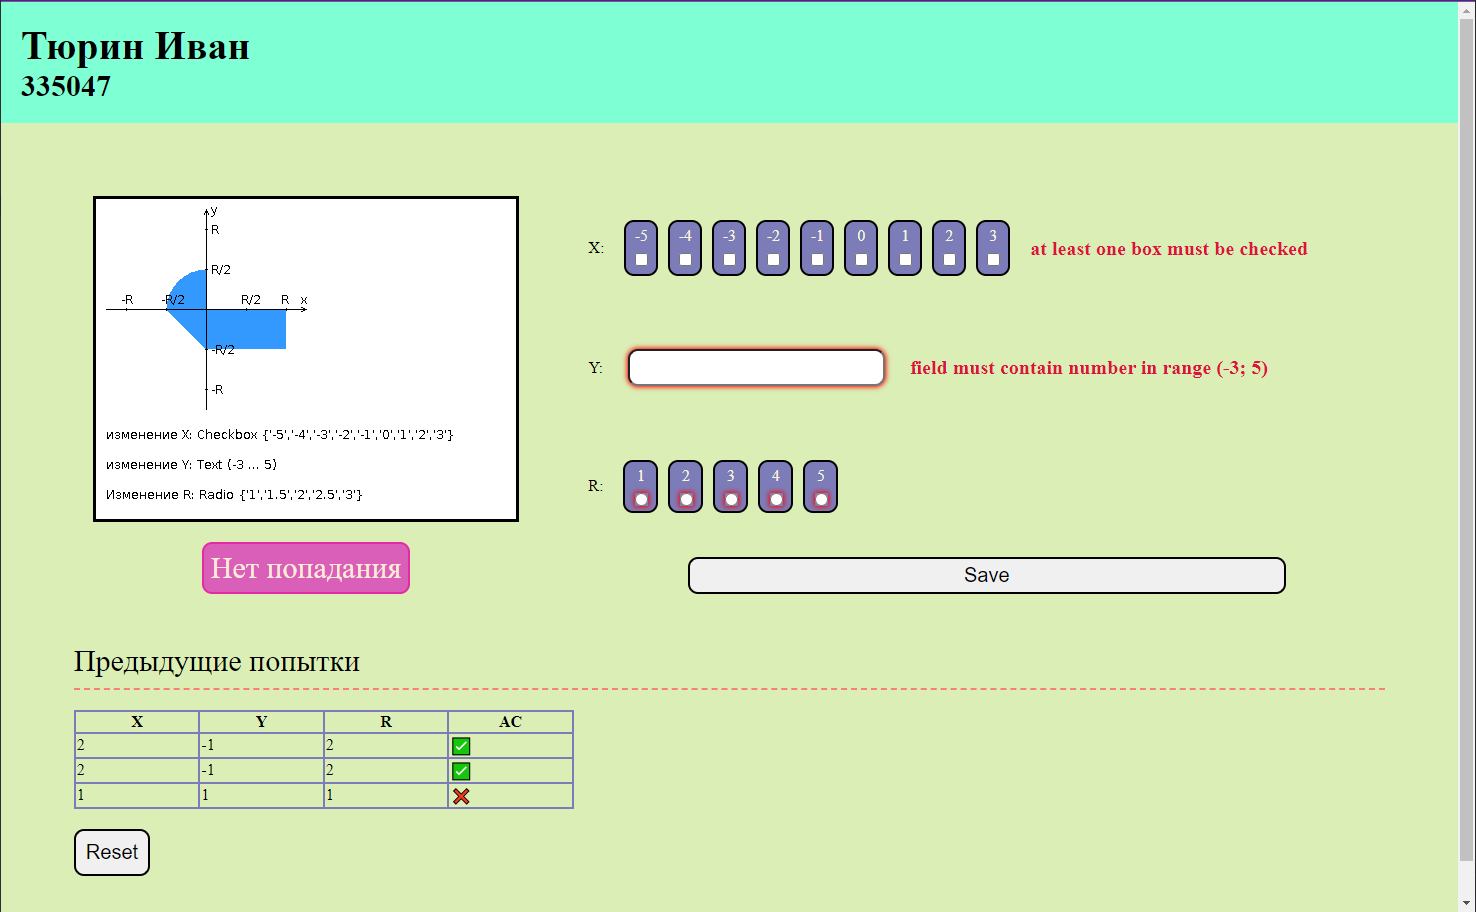 Тюрин Иван
335047
y
R
R/2
-R -R/2 R/2 R x
-R/2
-R
изменение X: Checkbox {'-5','-4','-3','-2','-1','0','1','2','3'}
изменение Y: Text (-3 ... 5)
Изменение R: Radio {'1','1.5','2','2.5','3'}
Нет попадания
X: -5 -4 -3 -2 -1 0 1 2 3 at least one box must be checked
Y: field must contain number in range (-3; 5)
R: 1 2 3 4 5
Save
Предыдущие попытки
X Y R AC
2 -1 2
2 -1 2
1 1 1
Reset